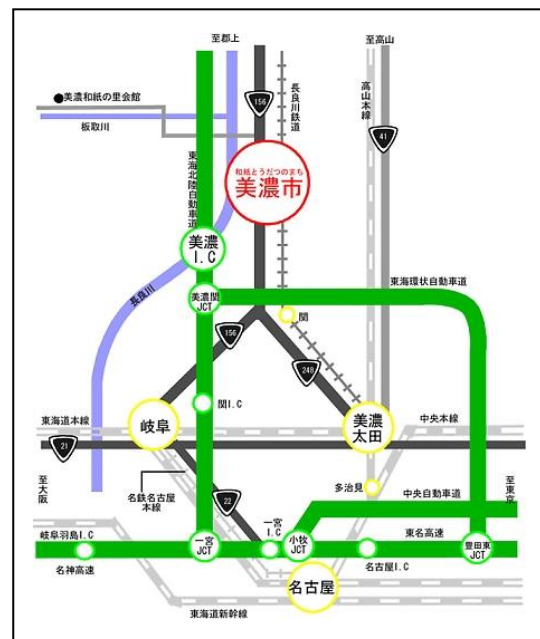 至郡上
至高山
156
長良川鉄道
高山本線
41
美濃和紙の里会館
板取川
東海北陸自動車道
和紙とうだつのまち
美濃市
美濃
I.C
長良川
美濃関
JCT
東海環状自動車道
関
156
248
関I.C
岐阜
美濃
太田
東海道本線
中央本線
21
至大阪
名鉄名古屋
本線
22
多治見
至東京
中央自動車道
岐阜羽島I.C
一宮
JCT
一宮
I.C
小牧
JCT
東名高速
豊田東
JCT
名神高速
名古屋I.C
名古屋
東海道新幹線